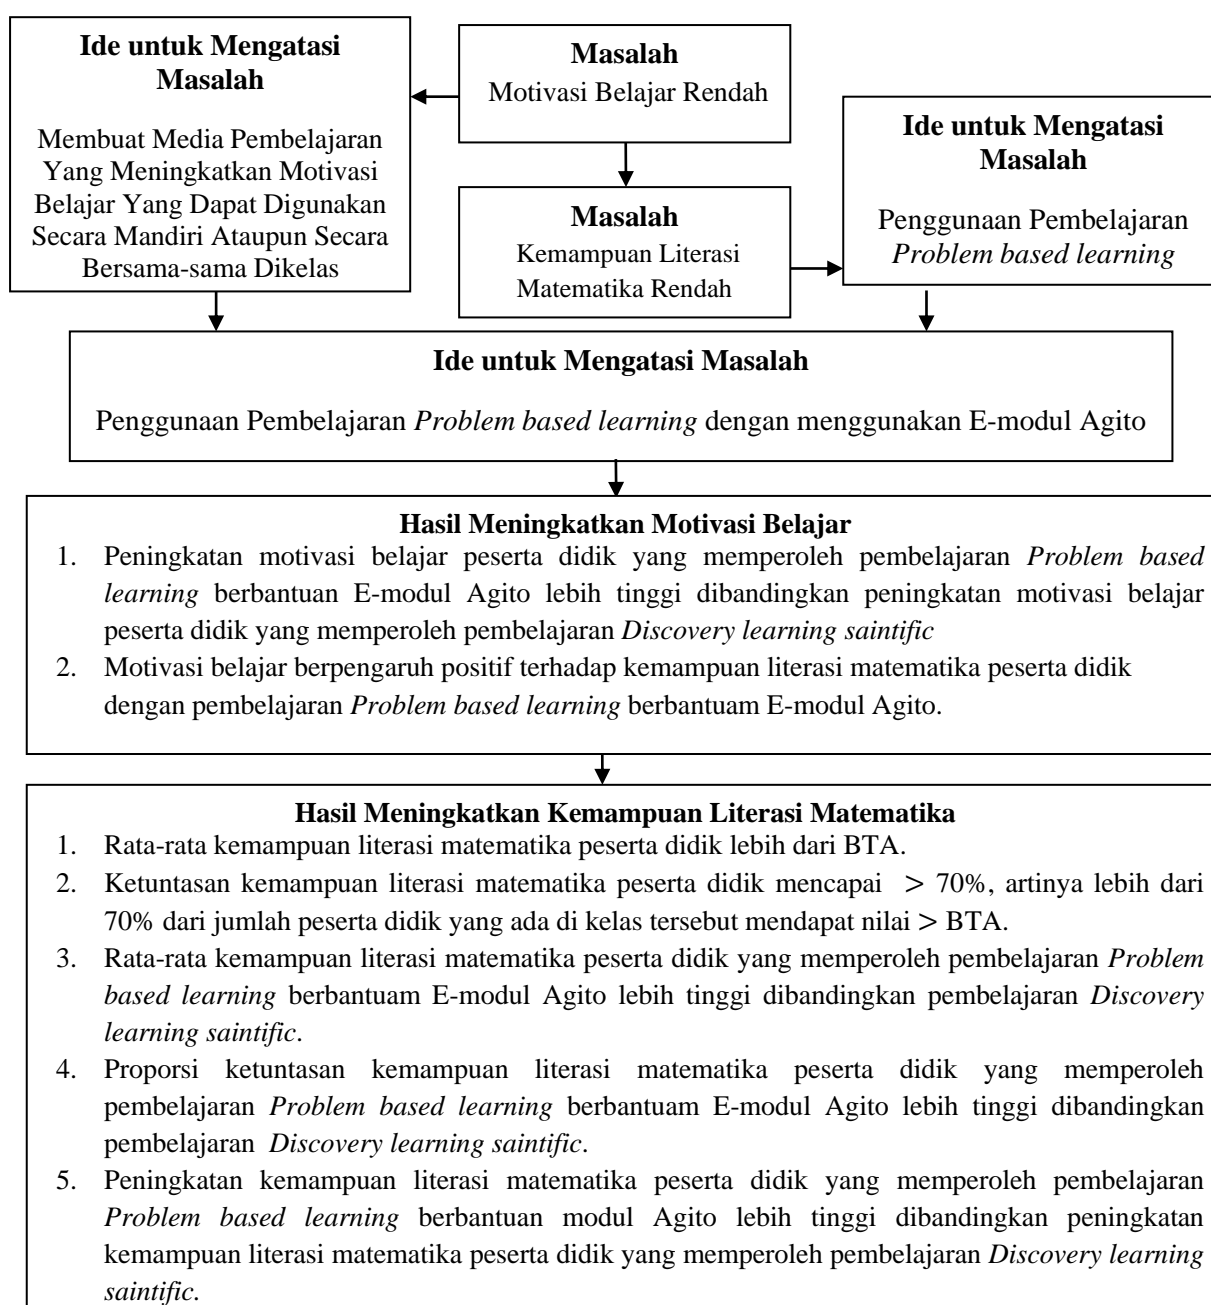 Ide untuk Mengatasi
Masalah
Membuat Media Pembelajaran
Yang Meningkatkan Motivasi
Belajar Yang Dapat Digunakan
Secara Mandiri Ataupun Secara
Bersama-sama Dikelas
Masalah
Motivasi Belajar Rendah
Masalah
Kemampuan Literasi
Matematika Rendah
Ide untuk Mengatasi
Masalah
Penggunaan Pembelajaran
Problem based learning
Ide untuk Mengatasi Masalah
Penggunaan Pembelajaran Problem based learning dengan menggunakan E-modul Agito
Hasil Meningkatkan Motivasi Belajar
1. Peningkatan motivasi belajar peserta didik yang memperoleh pembelajaran Problem based
learning berbantuan E-modul Agito lebih tinggi dibandingkan peningkatan motivasi belajar
peserta didik yang memperoleh pembelajaran Discovery learning saintific
2. Motivasi belajar berpengaruh positif terhadap kemampuan literasi matematika peserta didik
dengan pembelajaran Problem based learning berbantuam E-modul Agito.
Hasil Meningkatkan Kemampuan Literasi Matematika
1. Rata-rata kemampuan literasi matematika peserta didik lebih dari BTA.
2. Ketuntasan kemampuan literasi matematika peserta didik mencapai > 70%, artinya lebih dari
70% dari jumlah peserta didik yang ada di kelas tersebut mendapat nilai > BTA.
3. Rata-rata kemampuan literasi matematika peserta didik yang memperoleh pembelajaran Problem
based learning berbantuam E-modul Agito lebih tinggi dibandingkan pembelajaran Discovery
learning saintific.
4. Proporsi ketuntasan kemampuan literasi matematika peserta didik yang memperoleh
pembelajaran Problem based learning berbantuam E-modul Agito lebih tinggi dibandingkan
pembelajaran Discovery learning saintific.
5. Peningkatan kemampuan literasi matematika peserta didik yang memperoleh pembelajaran
Problem based learning berbantuan modul Agito lebih tinggi dibandingkan peningkatan
kemampuan literasi matematika peserta didik yang memperoleh pembelajaran Discovery learning
saintific.